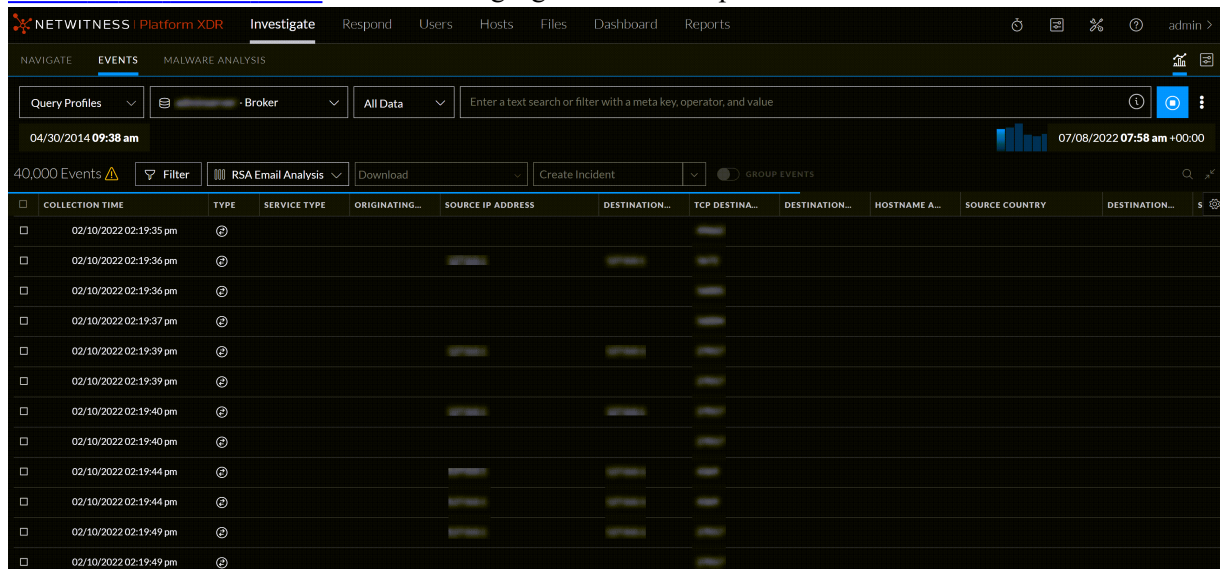 NETWITNESS | Platform XDR Investigate Respond Users Hosts Files Dashboard Reports admin >
NAVIGATE EVENTS MALWARE ANALYSIS
Query Profiles - Broker All Data Enter a text search or filter with a meta key, operator, and value
04/30/2014 09:38 am 07/08/2022 07:58 am +00:00
40,000 Events Filter RSA Email Analysis Download Create Incident GROUP EVENTS
COLLECTION TIME TYPE SERVICE TYPE ORIGINATING... SOURCE IP ADDRESS DESTINATION... TCP DESTINA... DESTINATION... HOSTNAME A... SOURCE COUNTRY DESTINATION... S
02/10/2022 02:19:35 pm
02/10/2022 02:19:36 pm
02/10/2022 02:19:36 pm
02/10/2022 02:19:37 pm
02/10/2022 02:19:39 pm
02/10/2022 02:19:39 pm
02/10/2022 02:19:40 pm
02/10/2022 02:19:40 pm
02/10/2022 02:19:44 pm
02/10/2022 02:19:44 pm
02/10/2022 02:19:49 pm
02/10/2022 02:19:49 pm